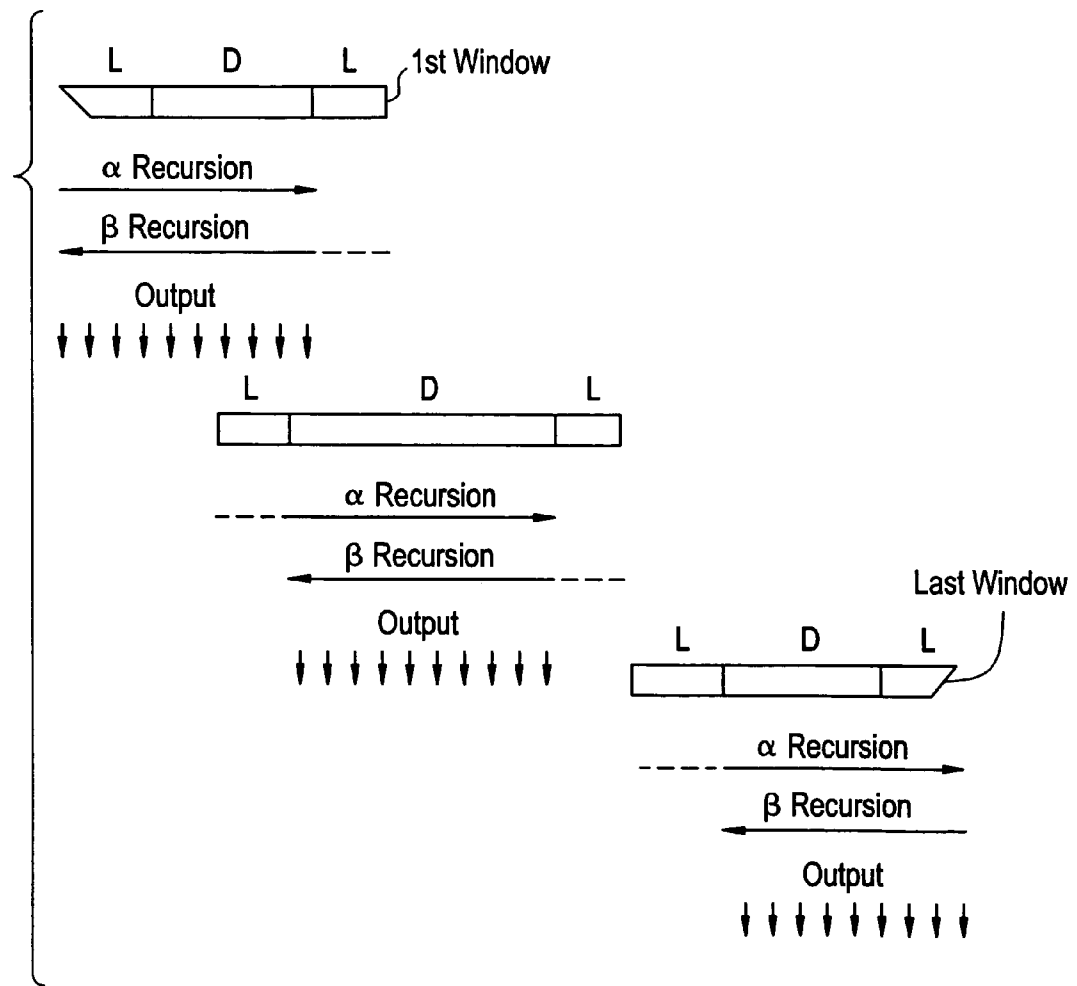 L D L 1st Window
α Recursion
β Recursion
Output
L D L
α Recursion
β Recursion
Output
Last Window
L D L
α Recursion
β Recursion
Output